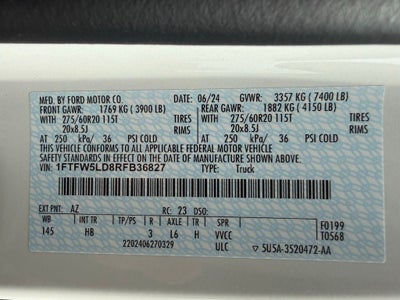 MFD. BY FORD MOTOR CO. 06/24 GVWR: 3357 KG ( 7400 LB)
FRONT GAWR: 1769 KG ( 3900 LB) REAR GAWR: 1882 KG ( 4150 LB)
WITH 275/60R20 115T TIRES WITH 275/60R20 115T TIRES
20x8.5J RIMS 20x8.5J RIMS
AT 250 kPa/ 36 PSI COLD AT 250 kPa/ 36 PSI COLD
THIS VEHICLE CONFORMS TO ALL APPLICABLE FEDERAL MOTOR VEHICLE
SAFETY STANDARDS IN EFFECT ON THE DATE OF MANUFACTURE SHOWN ABOVE.
VIN: 1FTFW5LD8RFB36827 TYPE: Truck
EXT PNT: AZ RC: 23 DSO:
WB INT TR TP/PS R AXLE TR SPR F0199
145 HB 3 L6 H VVCC T0568
2202406270329 ULC ▽ 5U5A-3520472-AA